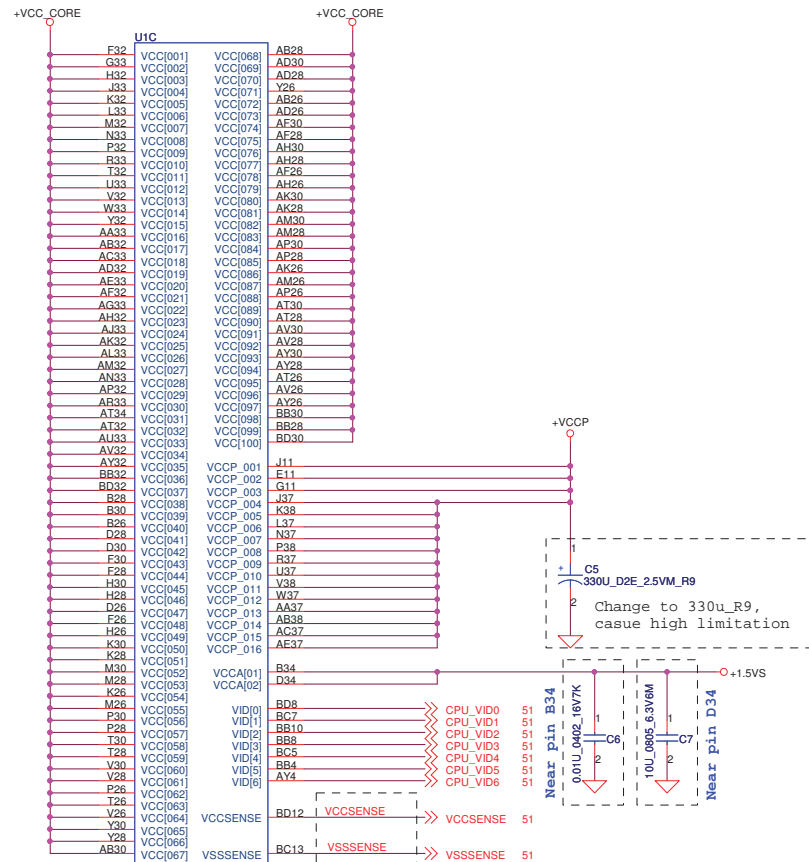 +VCC_CORE +VCC_CORE
U1C
F32 VCC[001] VCC[068] AB28
G33 VCC[002] VCC[069] AD30
H32 VCC[003] VCC[070] AD28
J33 VCC[004] VCC[071] Y26
K32 VCC[005] VCC[072] AB26
L33 VCC[006] VCC[073] AD26
M32 VCC[007] VCC[074] AF30
N33 VCC[008] VCC[075] AF28
P32 VCC[009] VCC[076] AH30
R33 VCC[010] VCC[077] AH28
T32 VCC[011] VCC[078] AF26
U33 VCC[012] VCC[079] AH26
V32 VCC[013] VCC[080] AK30
W33 VCC[014] VCC[081] AK28
Y32 VCC[015] VCC[082] AM30
AA33 VCC[016] VCC[083] AM28
AB32 VCC[017] VCC[084] AP30
AC33 VCC[018] VCC[085] AP28
AD32 VCC[019] VCC[086] AK26
AE33 VCC[020] VCC[087] AM26
AF32 VCC[021] VCC[088] AP26
AG33 VCC[022] VCC[089] AT30
AH32 VCC[023] VCC[090] AT28
AJ33 VCC[024] VCC[091] AV30
AK32 VCC[025] VCC[092] AV28
AL33 VCC[026] VCC[093] AY30
AM32 VCC[027] VCC[094] AY28
AN33 VCC[028] VCC[095] AT26
AP32 VCC[029] VCC[096] AV26
AR33 VCC[030] VCC[097] AY26
AT34 VCC[031] VCC[098] BB30
AT32 VCC[032] VCC[099] BB28
AU33 VCC[033] VCC[100] BD30
AV32 VCC[034]
AY32 VCC[035] VCCP_001 J11
BB32 VCC[036] VCCP_002 E11
BD32 VCC[037] VCCP_003 G11
B28 VCC[038] VCCP_004 J37
B30 VCC[039] VCCP_005 K38
B26 VCC[040] VCCP_006 L37
D28 VCC[041] VCCP_007 N37
D30 VCC[042] VCCP_008 P38
F30 VCC[043] VCCP_009 R37
F28 VCC[044] VCCP_010 U37
H30 VCC[045] VCCP_011 V38
H28 VCC[046] VCCP_012 W37
D26 VCC[047] VCCP_013 AA37
F26 VCC[048] VCCP_014 AB38
H26 VCC[049] VCCP_015 AC37
K30 VCC[050] VCCP_016 AE37
K28 VCC[051]
M30 VCC[052] VCCA[01] B34
M28 VCC[053] VCCA[02] D34
K26 VCC[054]
M26 VCC[055] VID[0] BD8 CPU_VID0 51
P30 VCC[056] VID[1] BC7 CPU_VID1 51
P28 VCC[057] VID[2] BB10 CPU_VID2 51
T30 VCC[058] VID[3] BB8 CPU_VID3 51
T28 VCC[059] VID[4] BC5 CPU_VID4 51
V30 VCC[060] VID[5] BB4 CPU_VID5 51
V28 VCC[061] VID[6] AY4 CPU_VID6 51
P26 VCC[062]
T26 VCC[063]
V26 VCC[064] VCCSENSE BD12 VCCSENSE VCCSENSE 51
Y30 VCC[065]
Y28 VCC[066]
AB30 VCC[067] VSSSENSE BC13 VSSSENSE VSSSENSE 51
+VCCP
1
+
C5
330U_D2E_2.5VM_R9
2
Change to 330u_R9,
casue high limitation
+1.5VS
Near pin B34
0.01U_0402_16V7K
1
C6
2
10U_0805_6.3V6M
1
C7
2
Near pin D34